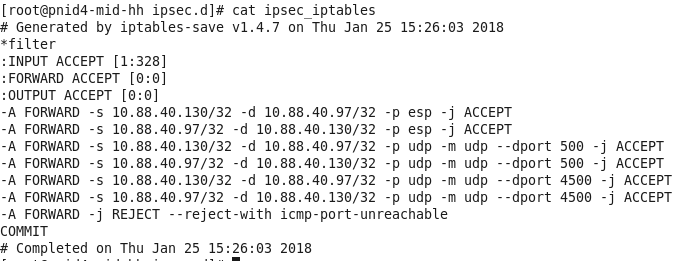 [root@pnid4-mid-hh ipsec.d]# cat ipsec_iptables
# Generated by iptables-save v1.4.7 on Thu Jan 25 15:26:03 2018
*filter
:INPUT ACCEPT [1:328]
:FORWARD ACCEPT [0:0]
:OUTPUT ACCEPT [0:0]
-A FORWARD -s 10.88.40.130/32 -d 10.88.40.97/32 -p esp -j ACCEPT
-A FORWARD -s 10.88.40.97/32 -d 10.88.40.130/32 -p esp -j ACCEPT
-A FORWARD -s 10.88.40.130/32 -d 10.88.40.97/32 -p udp -m udp --dport 500 -j ACCEPT
-A FORWARD -s 10.88.40.97/32 -d 10.88.40.130/32 -p udp -m udp --dport 500 -j ACCEPT
-A FORWARD -s 10.88.40.130/32 -d 10.88.40.97/32 -p udp -m udp --dport 4500 -j ACCEPT
-A FORWARD -s 10.88.40.97/32 -d 10.88.40.130/32 -p udp -m udp --dport 4500 -j ACCEPT
-A FORWARD -j REJECT --reject-with icmp-port-unreachable
COMMIT
# Completed on Thu Jan 25 15:26:03 2018